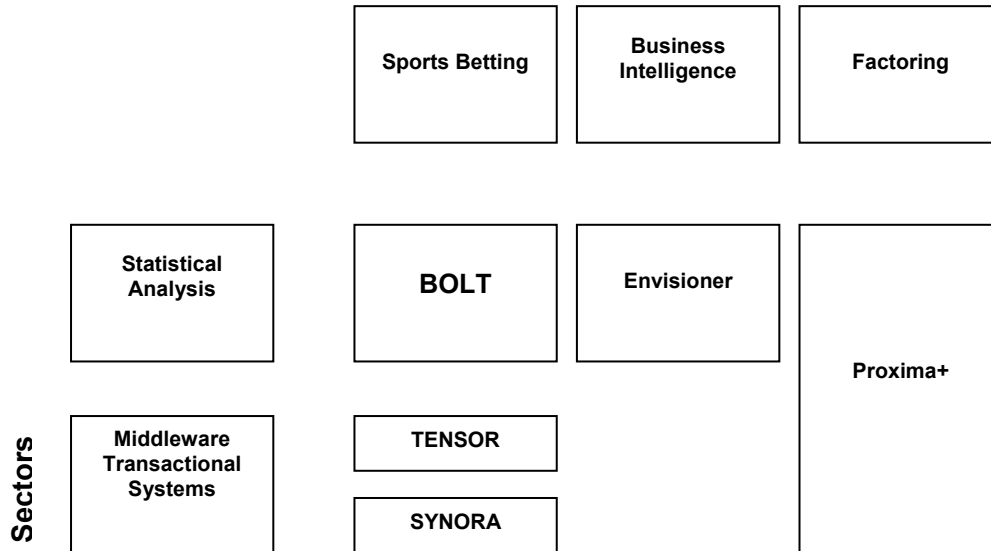 Sports Betting
Business
Intelligence
Factoring
Statistical
Analysis
BOLT
Envisioner
Proxima+
Sectors
Middleware
Transactional
Systems
TENSOR
SYNORA